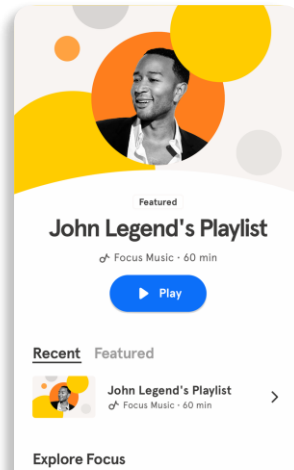 Featured
John Legend's Playlist
Focus Music • 60 min
Play
Recent Featured
John Legend's Playlist
Focus Music • 60 min
Explore Focus